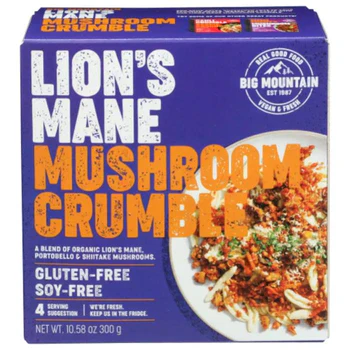 LION'S
MANE
MUSHROOM
CRUMBLE
REAL GOOD FOOD
BIG MOUNTAIN
EST 1987
VEGAN & FRESH
A BLEND OF ORGANIC LION'S MANE,
PORTOBELLO & SHIITAKE MUSHROOMS.
GLUTEN-FREE
SOY-FREE
4 SERVING SUGGESTION
WE'RE FRESH.
KEEP US IN THE FRIDGE.
NET WT. 10.58 oz 300 g